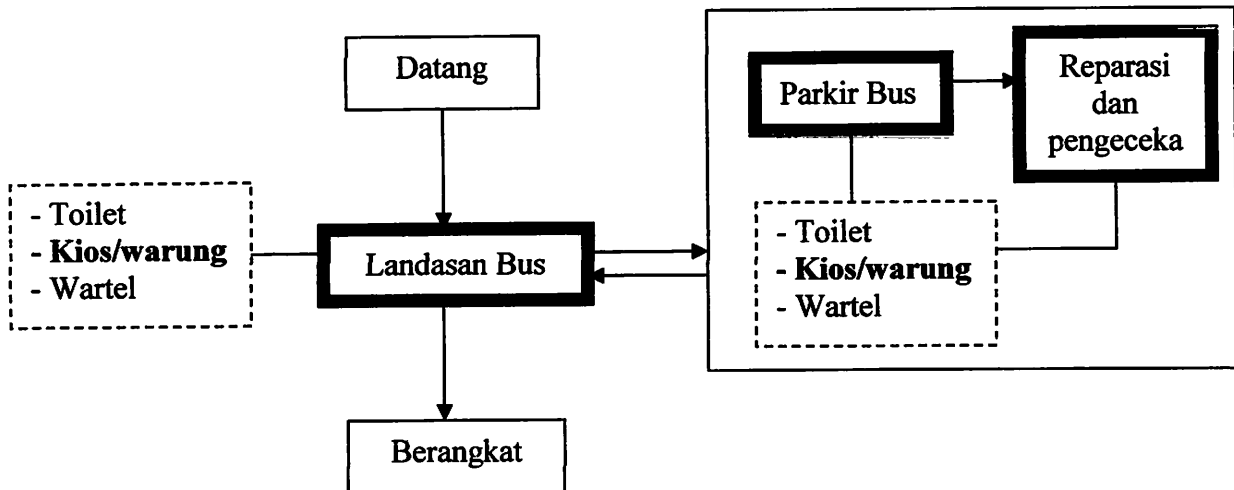 Datang
Parkir Bus
Reparasi
dan
pengeceka
- Toilet
- Kios/warung
- Wartel
Landasan Bus
- Toilet
- Kios/warung
- Wartel
Berangkat